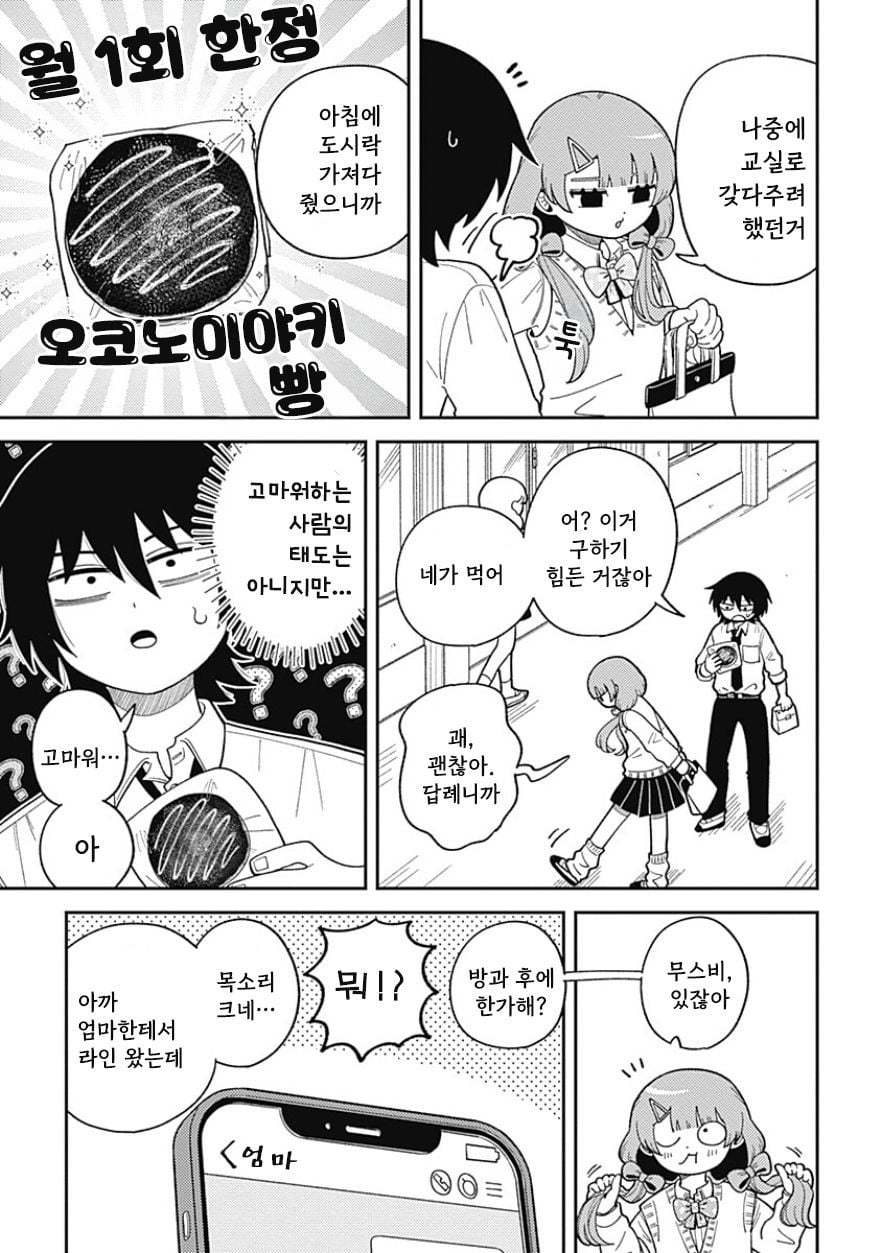 나중에
교실로
갖다주려
했던거
툭
아침에
도시락
가져다
줬으니까
월 1회 한정
오코노미야키
빵
어? 이거
구하기
힘든 거잖아
네가 먹어
괘,
괜찮아.
답례니까
고마워하는
사람의
태도는
아니지만...
고마워…
아
무스비,
있잖아
방과 후에
한가해?
뭐!?
목소리
크네…
아까
엄마한테서
라인 왔는데
엄마